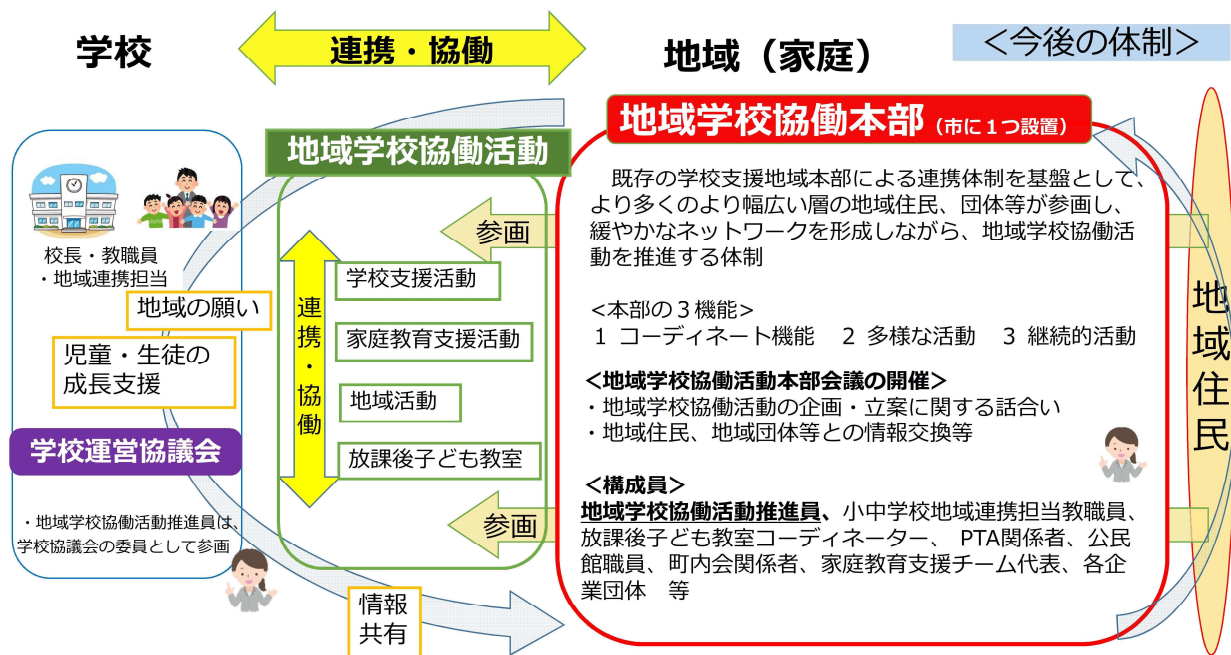 学校
連携・協働
地域（家庭）
＜今後の体制＞
校長・教職員
・地域連携担当
地域の願い
児童・生徒の
成長支援
学校運営協議会
・地域学校協働活動推進員は、
学校協議会の委員として参画
地域学校協働活動
参画
連携・協働
学校支援活動
家庭教育支援活動
地域活動
放課後子ども教室
参画
情報
共有
地域学校協働本部（市に１つ設置）
既存の学校支援地域本部による連携体制を基盤として、
より多くのより幅広い層の地域住民、団体等が参画し、
緩やかなネットワークを形成しながら、地域学校協働活
動を推進する体制
＜本部の３機能＞
1 コーディネート機能　2 多様な活動　3 継続的活動
＜地域学校協働活動本部会議の開催＞
・地域学校協働活動の企画・立案に関する話合い
・地域住民、地域団体等との情報交換等
＜構成員＞
地域学校協働活動推進員、小中学校地域連携担当教職員、
放課後子ども教室コーディネーター、 PTA関係者、公民
館職員、町内会関係者、家庭教育支援チーム代表、各企
業団体　等
地域住民